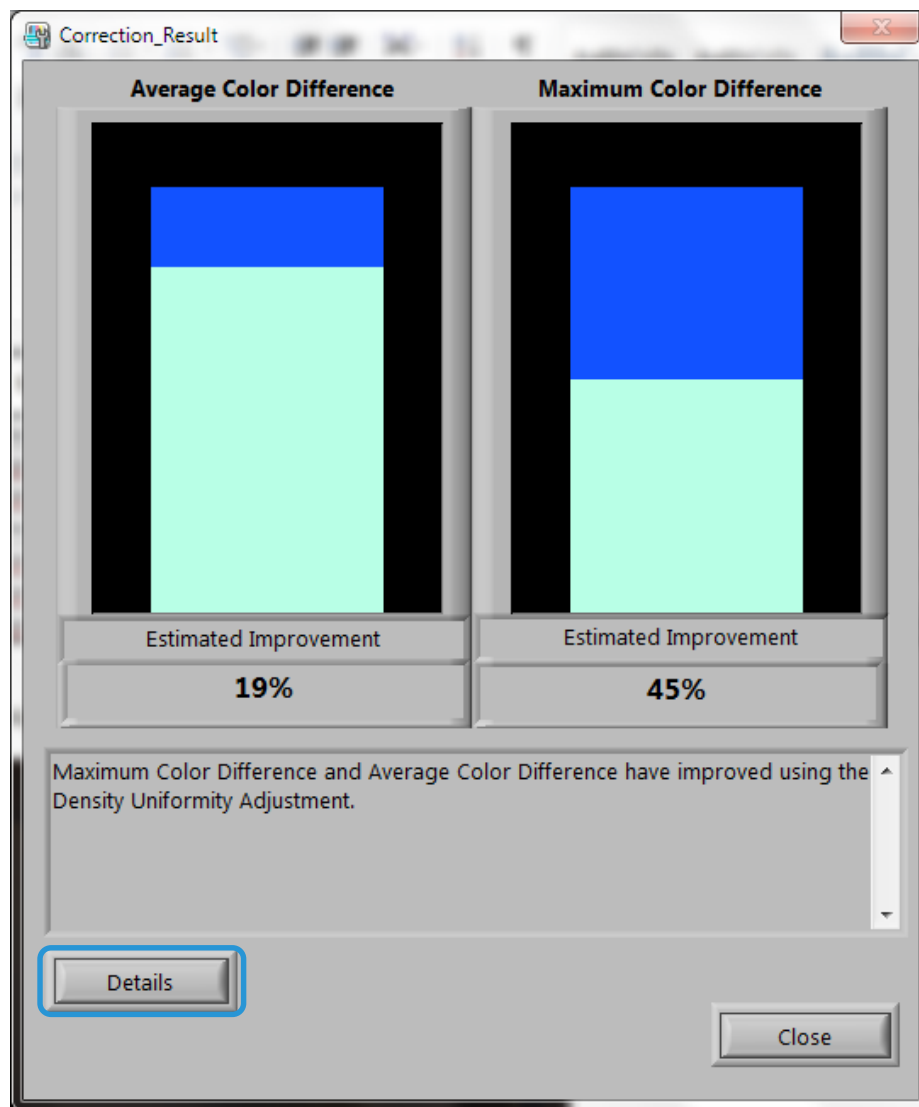 Correction_Result
Average Color Difference
Maximum Color Difference
Estimated Improvement
Estimated Improvement
19%
45%
Maximum Color Difference and Average Color Difference have improved using the
Density Uniformity Adjustment.
Details
Close